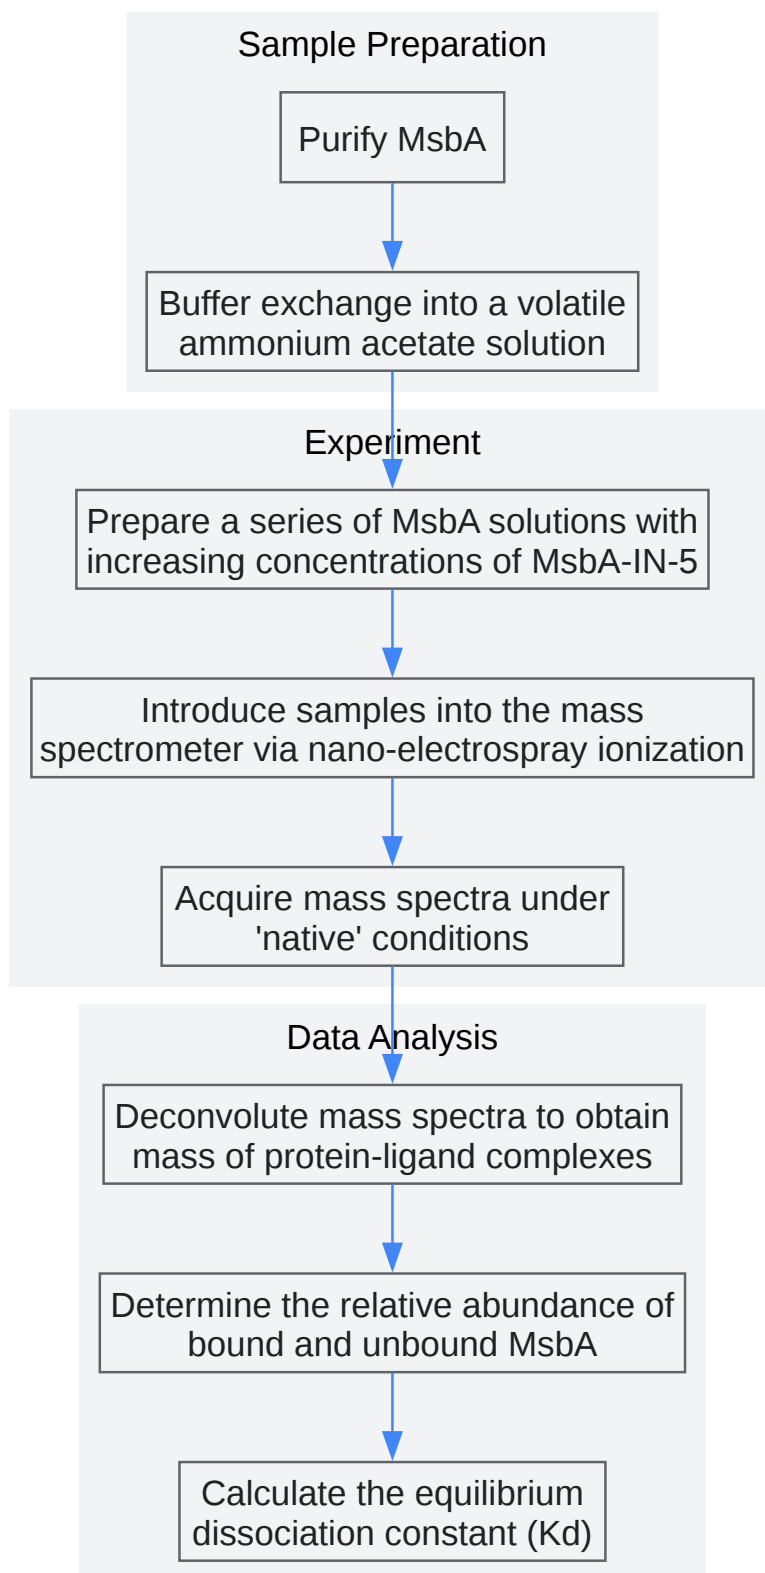 Sample Preparation
Purify MsbA
Buffer exchange into a volatile
ammonium acetate solution
Experiment
Prepare a series of MsbA solutions with
increasing concentrations of MsbA-IN-5
Introduce samples into the mass
spectrometer via nano-electrospray ionization
Acquire mass spectra under
'native' conditions
Data Analysis
Deconvolute mass spectra to obtain
mass of protein-ligand complexes
Determine the relative abundance of
bound and unbound MsbA
Calculate the equilibrium
dissociation constant (Kd)